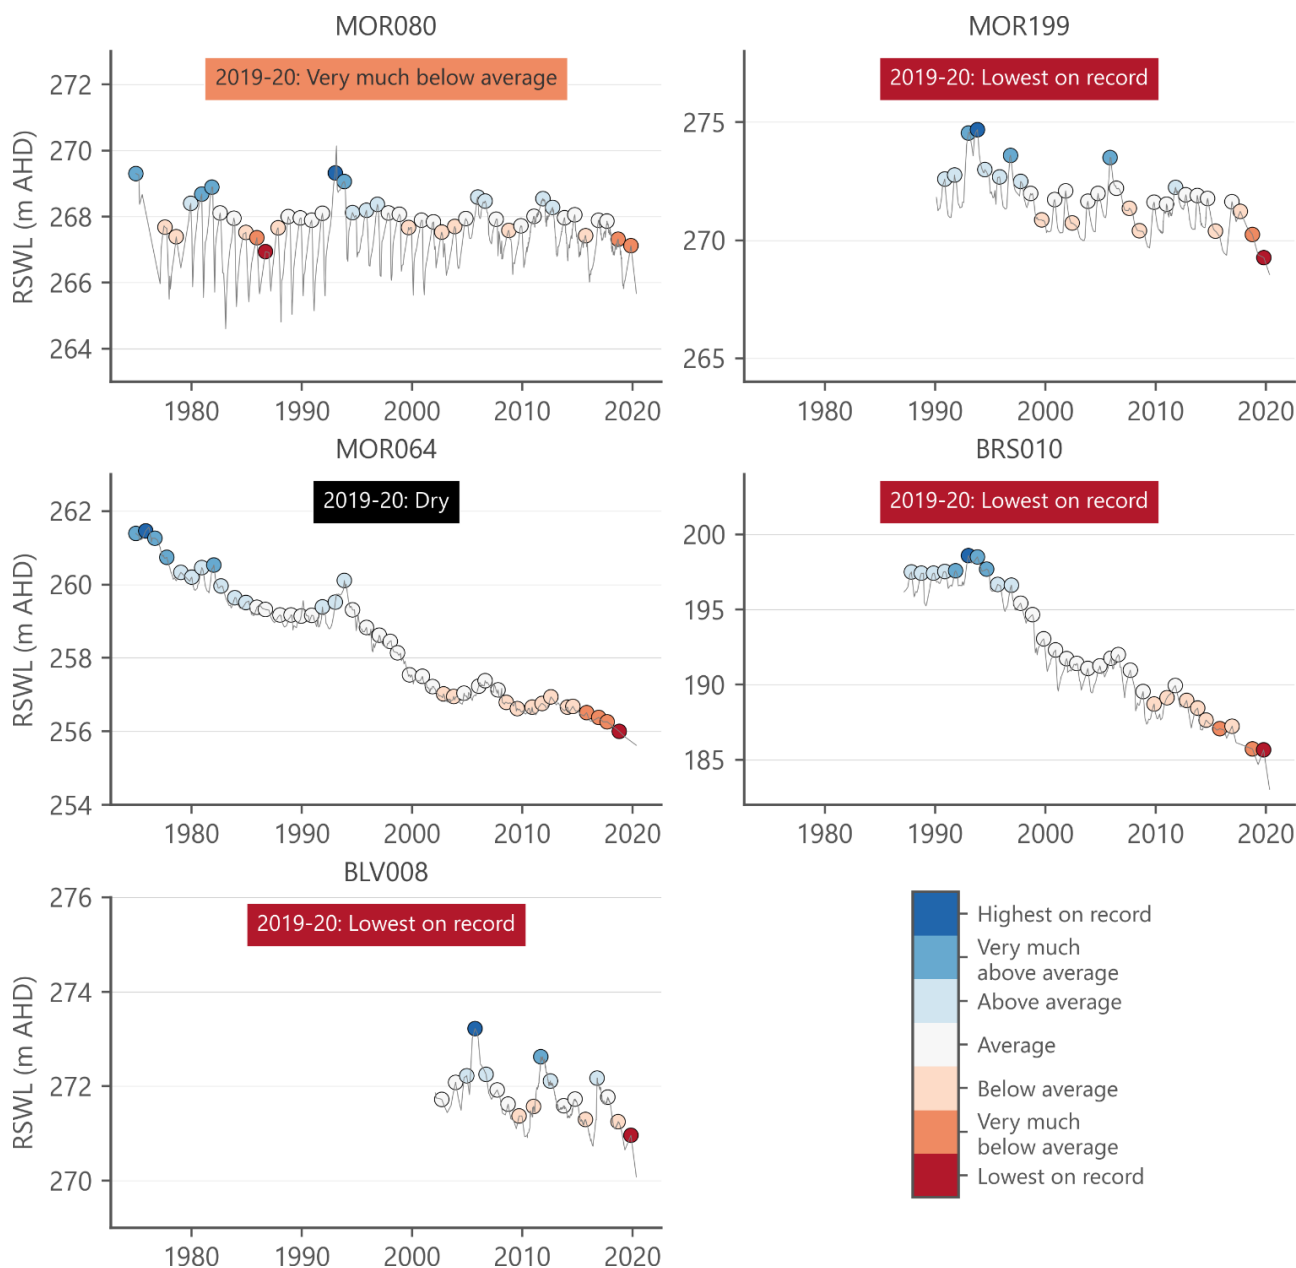 MOR080
2019-20: Very much below average
RSWL (m AHD)
272
270
268
266
264
1980 1990 2000 2010 2020
MOR199
2019-20: Lowest on record
275
270
265
1980 1990 2000 2010 2020
MOR064
2019-20: Dry
RSWL (m AHD)
262
260
258
256
254
1980 1990 2000 2010 2020
BRS010
2019-20: Lowest on record
200
195
190
185
1980 1990 2000 2010 2020
BLV008
2019-20: Lowest on record
RSWL (m AHD)
276
274
272
270
1980 1990 2000 2010 2020
Highest on record
Very much
above average
Above average
Average
Below average
Very much
below average
Lowest on record